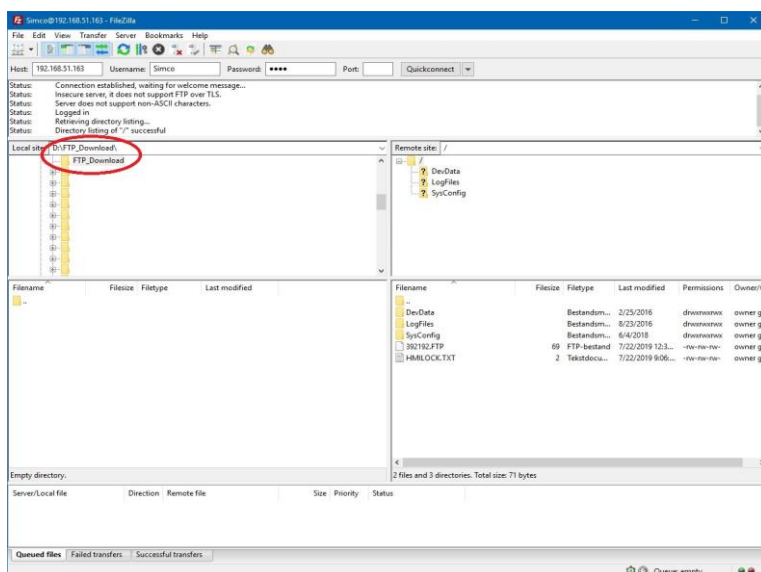 Simco@192.168.51.163 - FileZilla
File Edit View Transfer Server Bookmarks Help
Host: 192.168.51.163 Username: Simco Password: •••• Port: Quickconnect
Status: Connection established, waiting for welcome message...
Status: Insecure server, it does not support FTP over TLS.
Status: Server does not support non-ASCII characters.
Status: Logged in
Status: Retrieving directory listing...
Status: Directory listing of "/" successful
Local site: D:\FTP_Download\
FTP_Download
Remote site: /
/
DevData
LogFiles
SysConfig
Filename Filesize Filetype Last modified
..
Empty directory.
Filename Filesize Filetype Last modified Permissions Owner/
..
DevData Bestandsm... 2/25/2016 drwxrwxrwx owner g
LogFiles Bestandsm... 8/23/2016 drwxrwxrwx owner g
SysConfig Bestandsm... 6/4/2018 drwxrwxrwx owner g
392192.FTP 69 FTP-bestand 7/22/2019 12:3... -rw-rw-rw- owner g
HMILOCK.TXT 2 Tekstdocu... 7/22/2019 9:06:... -rw-rw-rw- owner g
2 files and 3 directories. Total size: 71 bytes
Server/Local file Direction Remote file Size Priority Status
Queued files Failed transfers Successful transfers
Queue: empty